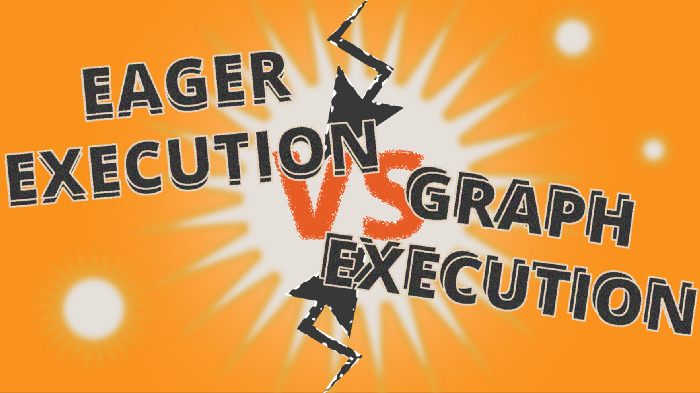 EAGER
EXECUTION
VS
GRAPH
EXECUTION